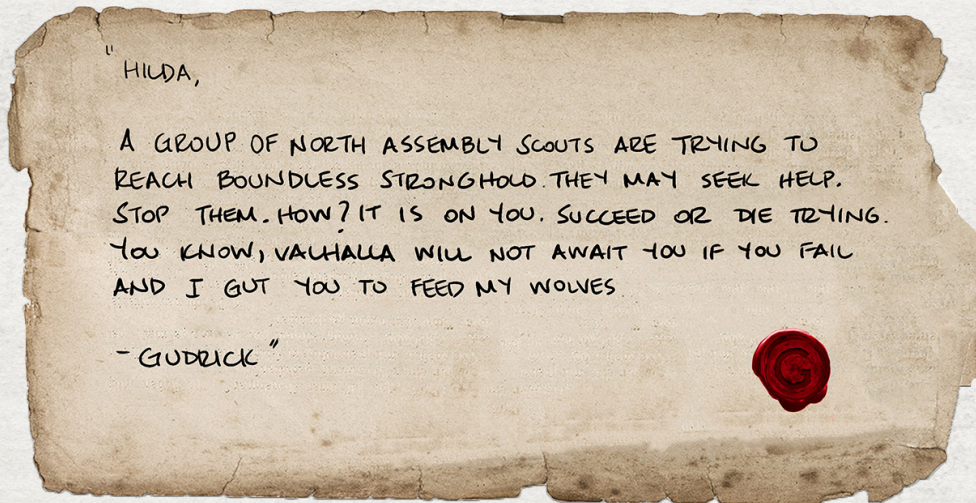 "HILDA,
A GROUP OF NORTH ASSEMBLY SCOUTS ARE TRYING TO
REACH BOUNDLESS STRONGHOLD. THEY MAY SEEK HELP.
STOP THEM. HOW? IT IS ON YOU. SUCCEED OR DIE TRYING.
YOU KNOW, VALHALLA WILL NOT AWAIT YOU IF YOU FAIL
AND I GUT YOU TO FEED MY WOLVES
-GUDRICK"
G